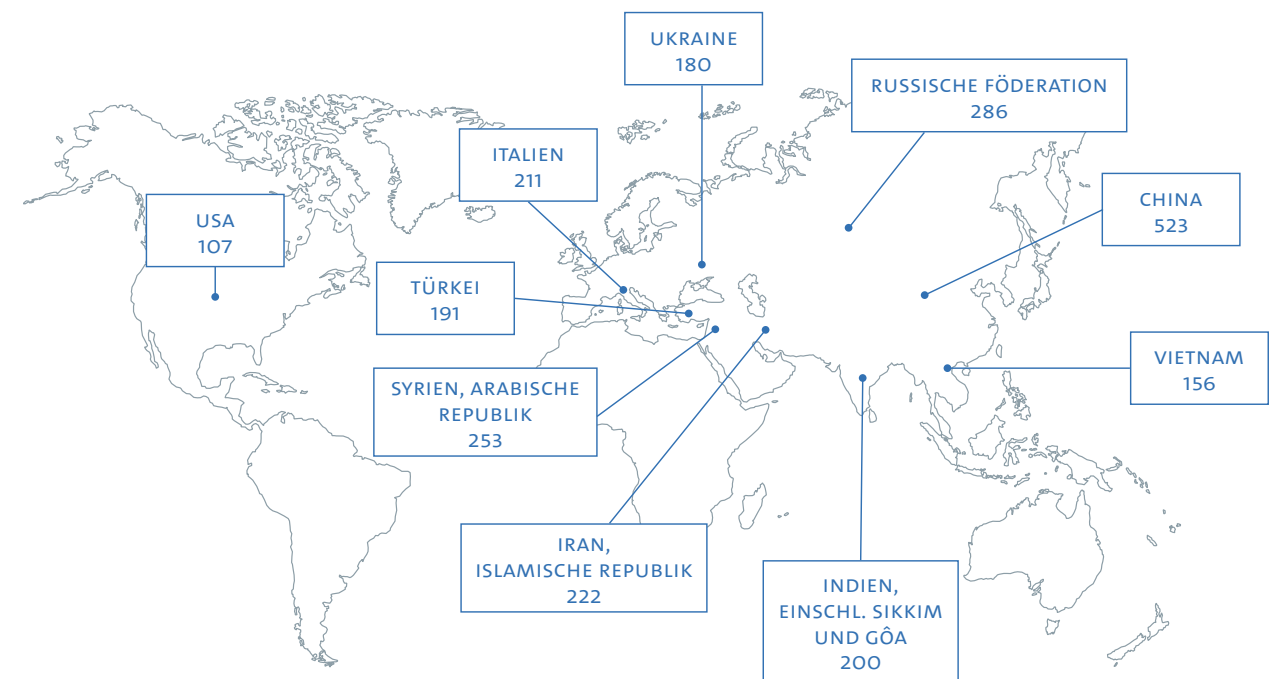 UKRAINE
180
RUSSISCHE FÖDERATION
286
ITALIEN
211
USA
107
CHINA
523
TÜRKEI
191
VIETNAM
156
SYRIEN, ARABISCHE
REPUBLIK
253
IRAN,
ISLAMISCHE REPUBLIK
222
INDIEN,
EINSCHL. SIKKIM
UND GÔA
200